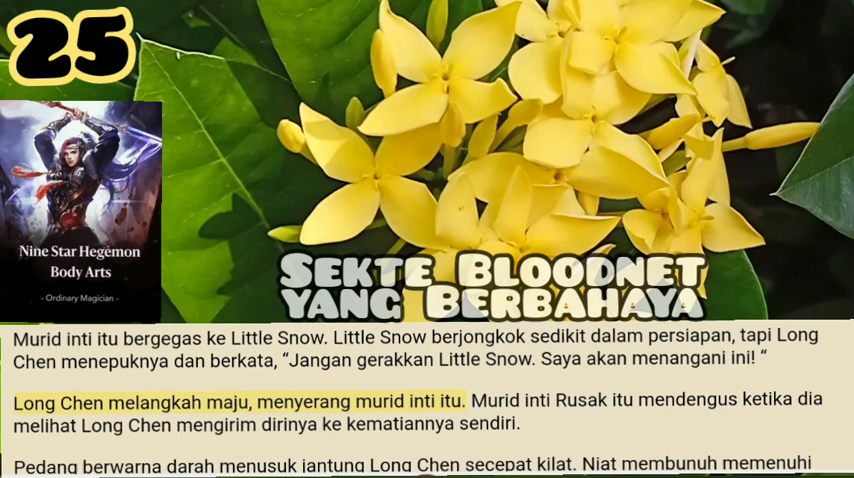 25
Nine Star Hegemon
Body Arts
- Ordinary Magician -
SEKTE BLOODNET
YANG BERBAHAYA
Murid inti itu bergegas ke Little Snow. Little Snow berjongkok sedikit dalam persiapan, tapi Long
Chen menepuknya dan berkata, “Jangan gerakkan Little Snow. Saya akan menangani ini! “
Long Chen melangkah maju, menyerang murid inti itu. Murid inti Rusak itu mendengus ketika dia
melihat Long Chen mengirim dirinya ke kematiannya sendiri.
Pedang berwarna darah menusuk jantung Long Chen secepat kilat. Niat membunuh memenuhi